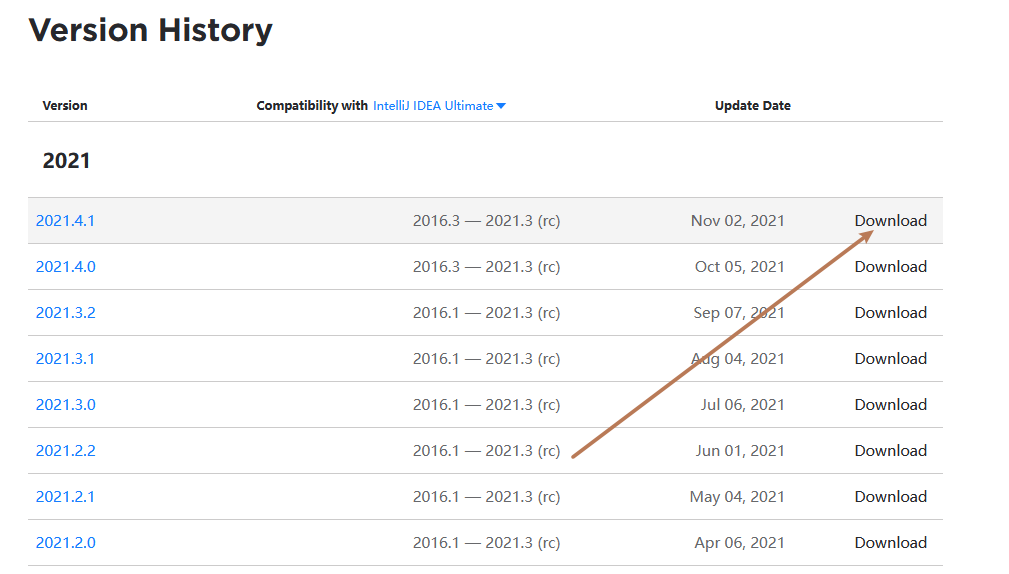 Version History
Version Compatibility with IntelliJ IDEA Ultimate Update Date
2021
2021.4.1 2016.3 — 2021.3 (rc) Nov 02, 2021 Download
2021.4.0 2016.3 — 2021.3 (rc) Oct 05, 2021 Download
2021.3.2 2016.1 — 2021.3 (rc) Sep 07, 2021 Download
2021.3.1 2016.1 — 2021.3 (rc) Aug 04, 2021 Download
2021.3.0 2016.1 — 2021.3 (rc) Jul 06, 2021 Download
2021.2.2 2016.1 — 2021.3 (rc) Jun 01, 2021 Download
2021.2.1 2016.1 — 2021.3 (rc) May 04, 2021 Download
2021.2.0 2016.1 — 2021.3 (rc) Apr 06, 2021 Download